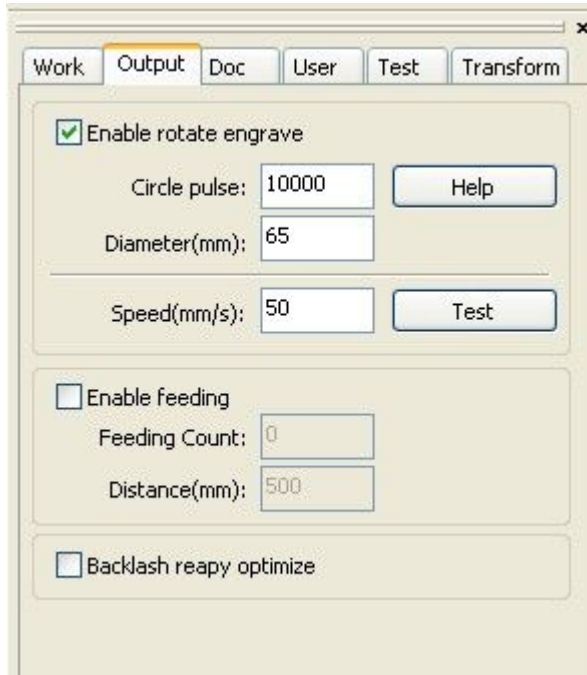 Work Output Doc User Test Transform
Enable rotate engrave
Circle pulse: 10000 Help
Diameter(mm): 65
Speed(mm/s): 50 Test
Enable feeding
Feeding Count: 0
Distance(mm): 500
Backlash reapy optimize